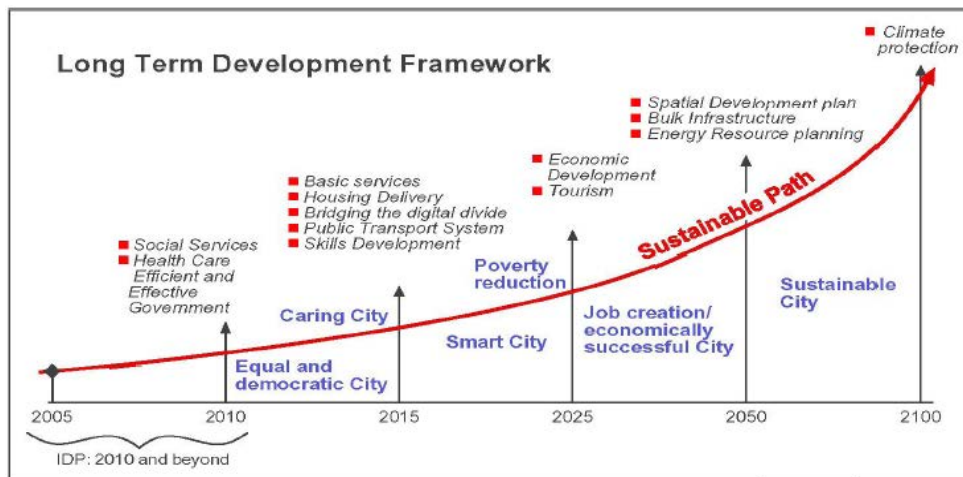 Long Term Development Framework
Climate
protection
Spatial Development plan
Bulk Infrastructure
Energy Resource planning
Economic
Development
Tourism
Basic services
Housing Delivery
Bridging the digital divide
Public Transport System
Skills Development
Social Services
Health Care
Efficient and
Effective
Government
Sustainable Path
Poverty
reduction
Caring City
Equal and
democratic City
Smart City
Job creation/
economically
successful City
Sustainable
City
2005
2010
2015
2025
2050
2100
IDP: 2010 and beyond